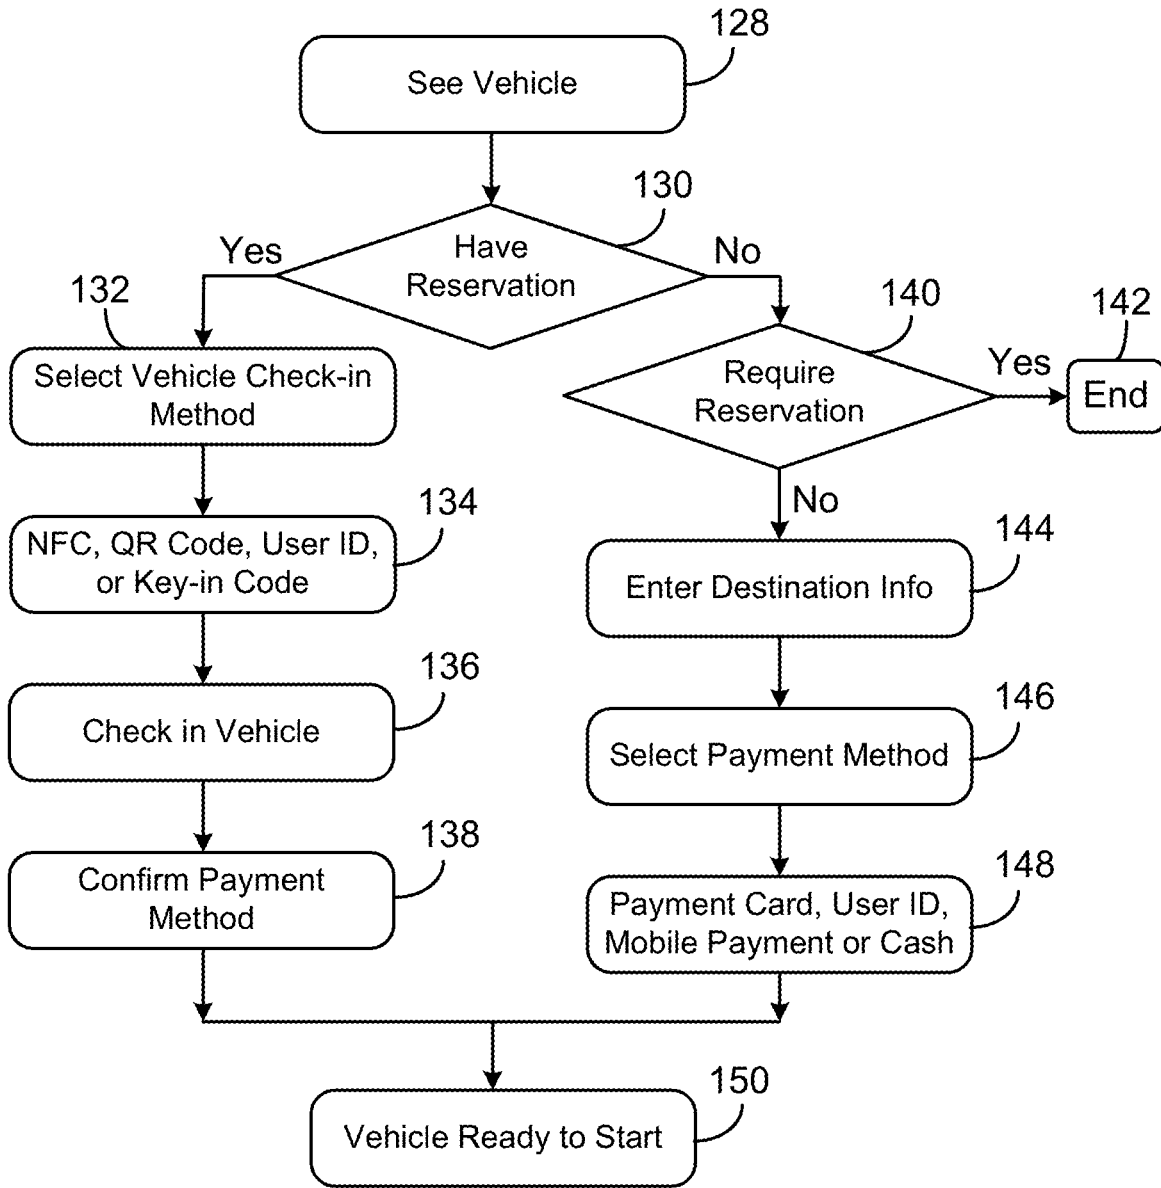 128
See Vehicle
130
Have
Reservation
Yes
No
132
Select Vehicle Check-in
Method
140
Require
Reservation
Yes
142
End
No
134
NFC, QR Code, User ID,
or Key-in Code
144
Enter Destination Info
136
Check in Vehicle
146
Select Payment Method
138
Confirm Payment
Method
148
Payment Card, User ID,
Mobile Payment or Cash
150
Vehicle Ready to Start